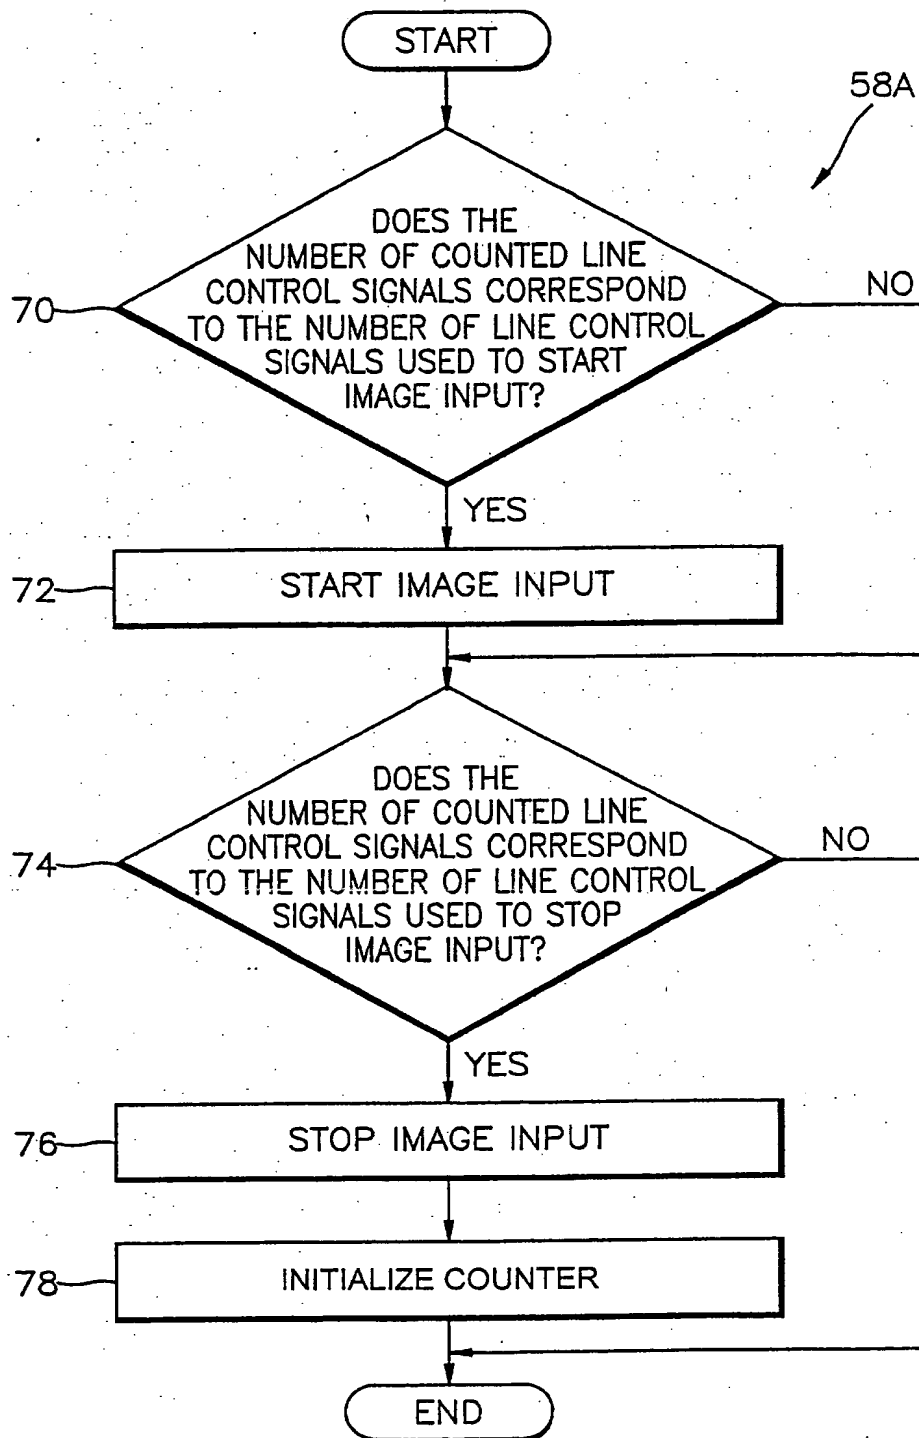 START
58A
DOES THE
NUMBER OF COUNTED LINE
CONTROL SIGNALS CORRESPOND
TO THE NUMBER OF LINE CONTROL
SIGNALS USED TO START
IMAGE INPUT?
70
NO
YES
72
START IMAGE INPUT
DOES THE
NUMBER OF COUNTED LINE
CONTROL SIGNALS CORRESPOND
TO THE NUMBER OF LINE CONTROL
SIGNALS USED TO STOP
IMAGE INPUT?
74
NO
YES
76
STOP IMAGE INPUT
78
INITIALIZE COUNTER
END